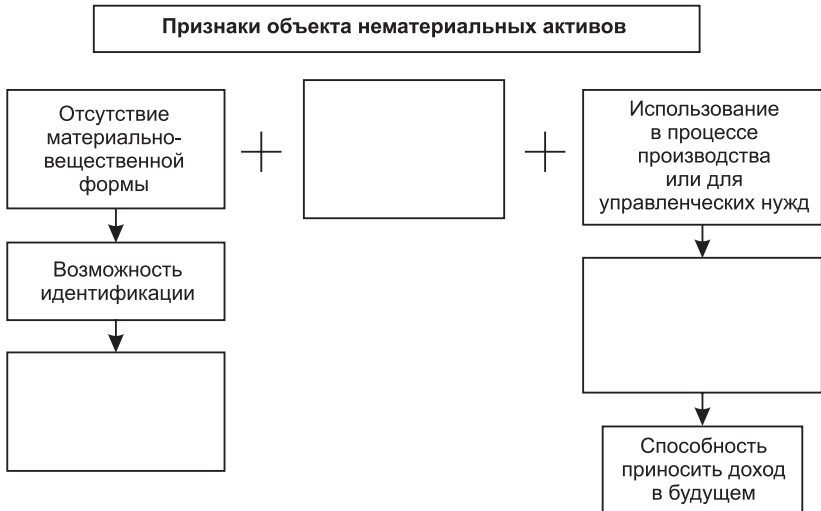 Признаки объекта нематериальных активов
Отсутствие
материально-
вещественной
формы
Использование
в процессе
производства
или для
управленческих нужд
Возможность
идентификации
Способность
приносить доход
в будущем